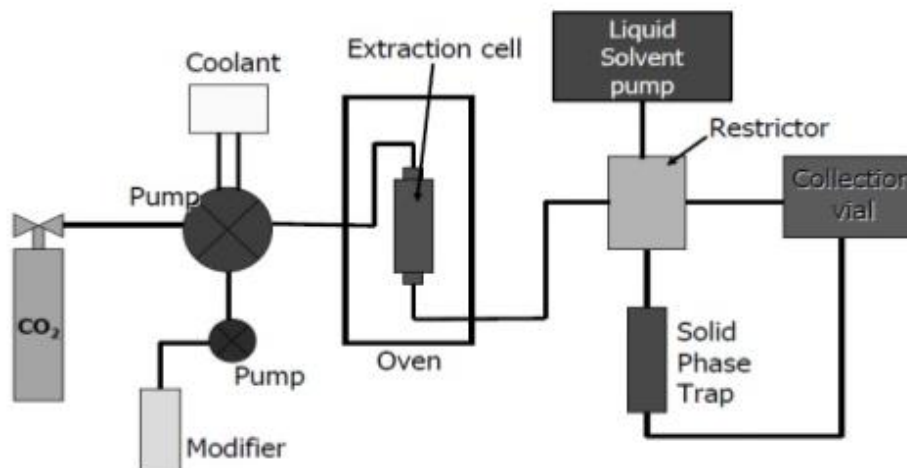 Liquid
Solvent
pump
Extraction cell
Coolant
Restrictor
Pump
Collection
vial
CO₂
Solid
Phase
Trap
Oven
Pump
Modifier